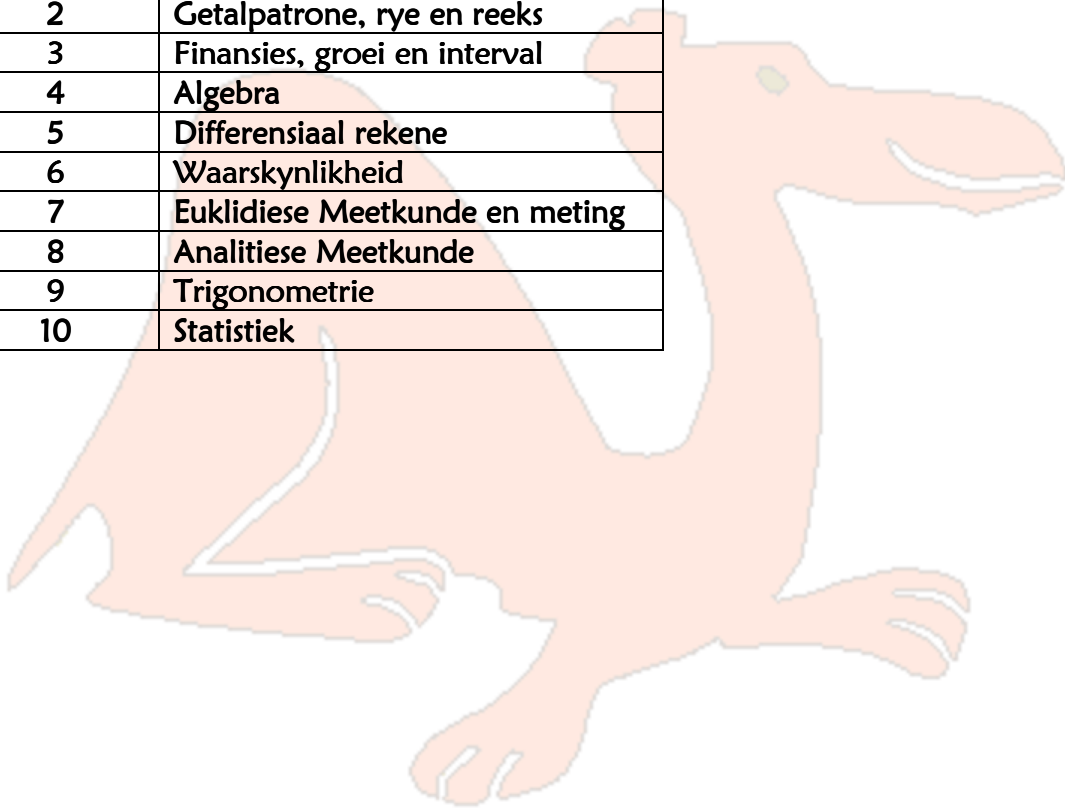 2 Getalpatrone, rye en reeks
3 Finansies, groei en interval
4 Algebra
5 Differensiaal rekene
6 Waarskynlikheid
7 Euklidiese Meetkunde en meting
8 Analitiese Meetkunde
9 Trigonometrie
10 Statistiek